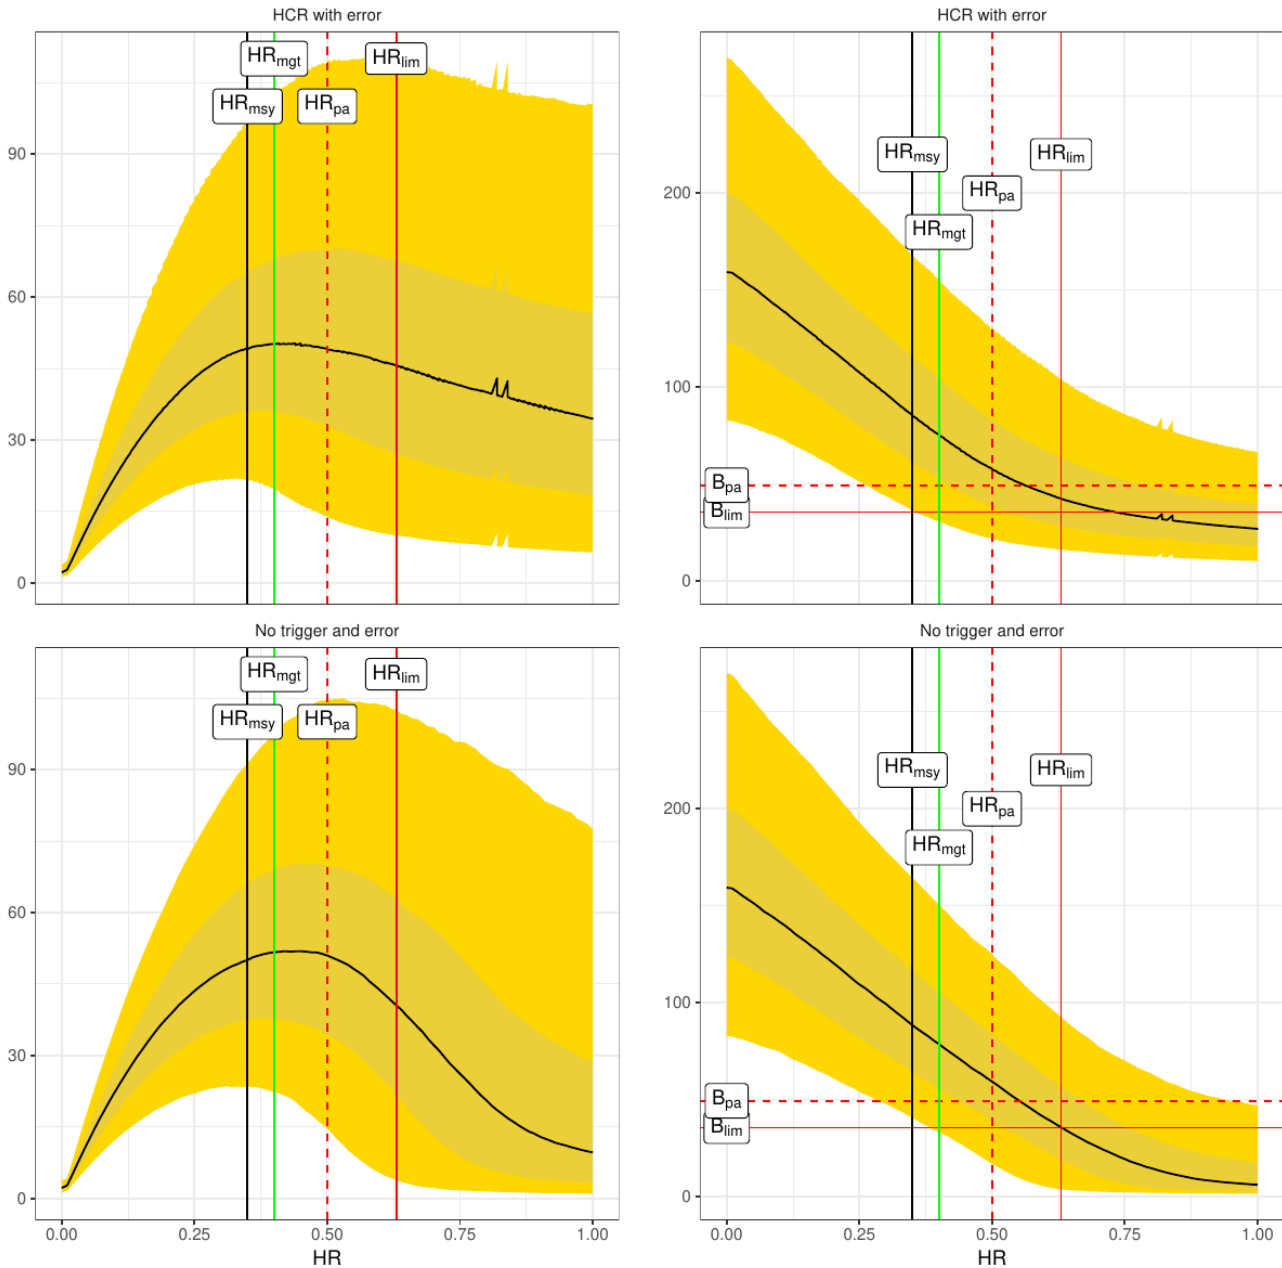 HCR with error
HCR with error
HRmgt
HRlim
HRmsy
HRpa
90
60
30
0
HRmsy
HRlim
HRpa
HRmgt
200
100
0
Bpa
Blim
No trigger and error
No trigger and error
HRmgt
HRlim
HRmsy
HRpa
90
60
30
0
HRmsy
HRlim
HRpa
HRmgt
200
100
0
Bpa
Blim
0.00 0.25 0.50 0.75 1.00
HR
0.00 0.25 0.50 0.75 1.00
HR